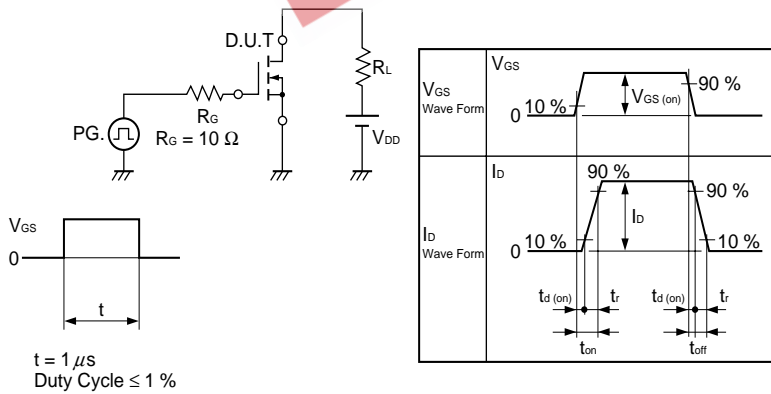 D.U.T
RL
RG
PG.
RG = 10 Ω
VDD
VGS
0
t
t = 1 μs
Duty Cycle ≤ 1 %
VGS
Wave Form
VGS
10 %
0
VGS (on)
90 %
ID
Wave Form
ID
90 %
90 %
ID
0
10 %
10 %
td (on)
tr
td (on)
tr
ton
toff